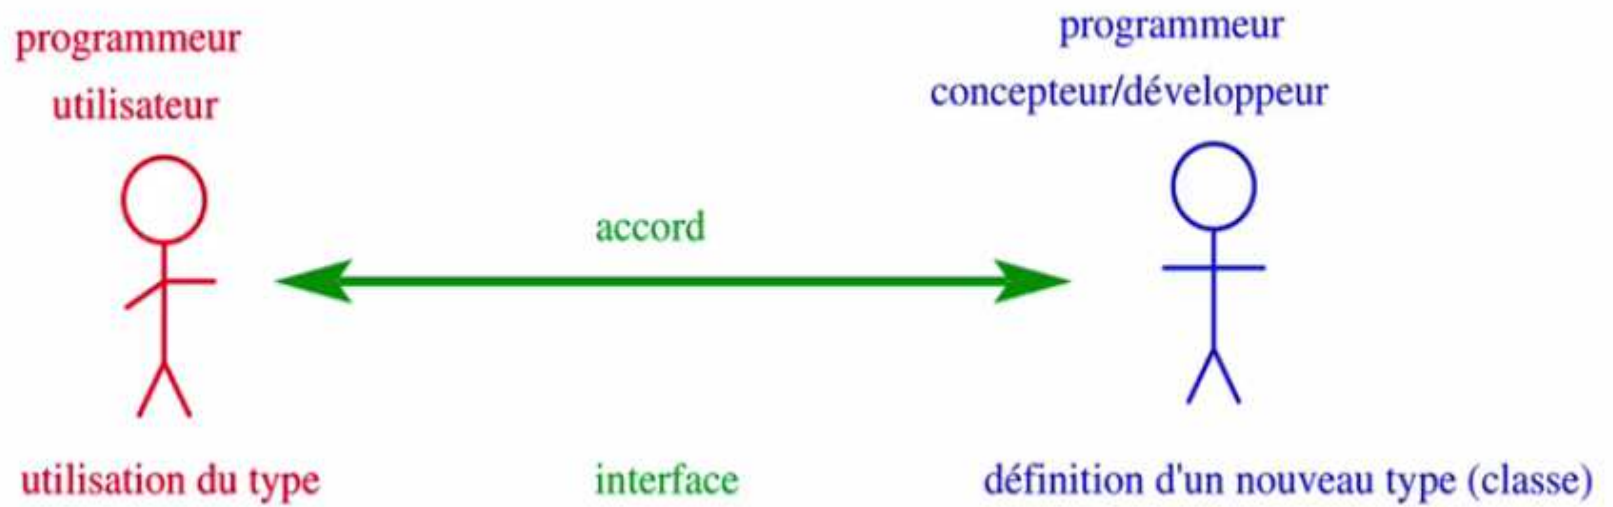 programmeur
utilisateur
programmeur
concepteur/développeur
accord
utilisation du type
interface
définition d'un nouveau type (classe)